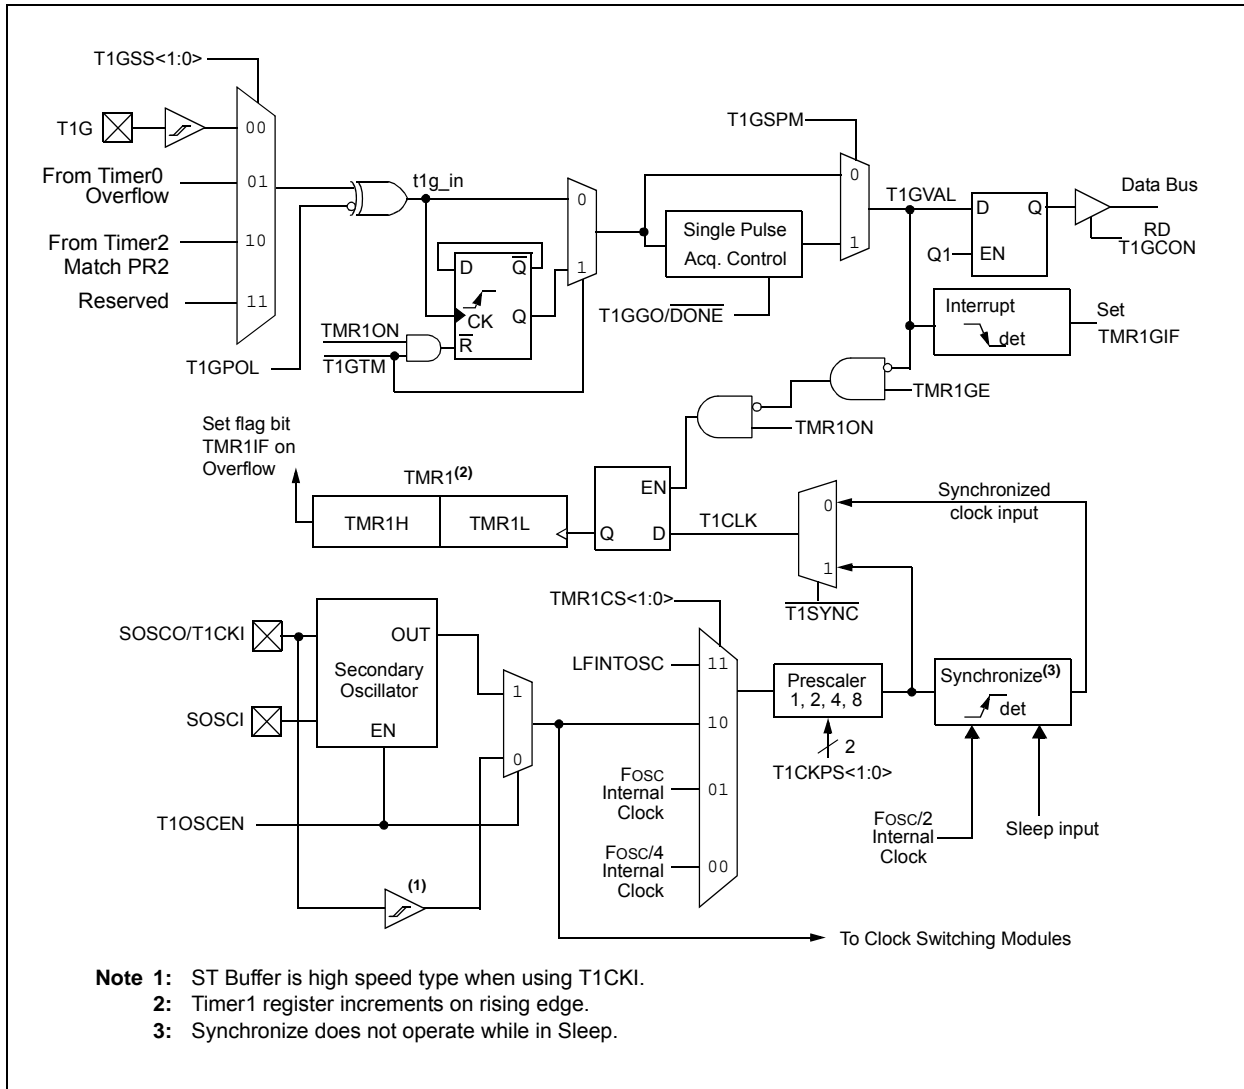 T1GSS<1:0>
T1G
00
From Timer0
Overflow
01
From Timer2
Match PR2
10
Reserved
11
T1GPOL
t1g_in
D
Q
CK
Q
R
TMR1ON
T1GTM
0
1
T1GSPM
Single Pulse
Acq. Control
T1GGO/DONE
0
1
T1GVAL
D
Q
Q1
EN
Data Bus
RD
T1GCON
Interrupt
det
Set
TMR1GIF
TMR1GE
TMR1ON
Set flag bit
TMR1IF on
Overflow
TMR1(2)
TMR1H
TMR1L
EN
Q
D
T1CLK
0
1
T1SYNC
Synchronized
clock input
SOSCO/T1CKI
SOSCI
OUT
Secondary
Oscillator
EN
T1OSCEN
(1)
1
0
TMR1CS<1:0>
LFINTOSC
11
10
FOSC
Internal
Clock
01
FOSC/4
Internal
Clock
00
Prescaler
1, 2, 4, 8
2
T1CKPS<1:0>
Synchronize(3)
det
FOSC/2
Internal
Clock
Sleep input
To Clock Switching Modules
Note 1: ST Buffer is high speed type when using T1CKI.
2: Timer1 register increments on rising edge.
3: Synchronize does not operate while in Sleep.